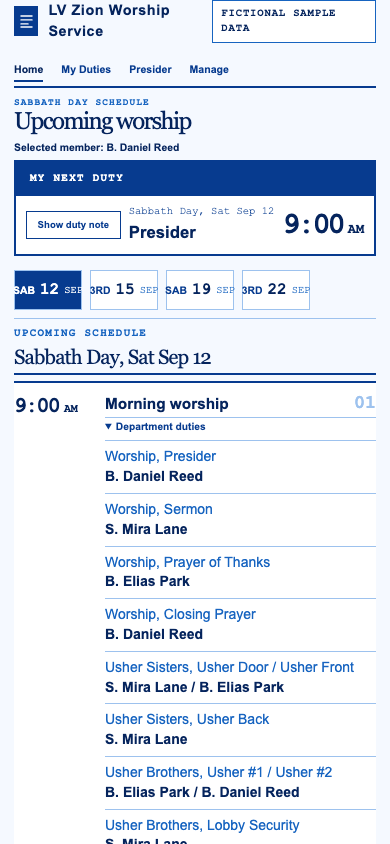 LV Zion Worship
Service
FICTIONAL SAMPLE
DATA
Home My Duties Presider Manage
SABBATH DAY SCHEDULE
Upcoming worship
Selected member: B. Daniel Reed
MY NEXT DUTY
Show duty note
Sabbath Day, Sat Sep 12
Presider
9:00 AM
SAB 12 SEP
3RD 15 SEP
SAB 19 SEP
3RD 22 SEP
UPCOMING SCHEDULE
Sabbath Day, Sat Sep 12
9:00 AM
Morning worship 01
▼ Department duties
Worship, Presider
B. Daniel Reed
Worship, Sermon
S. Mira Lane
Worship, Prayer of Thanks
B. Elias Park
Worship, Closing Prayer
B. Daniel Reed
Usher Sisters, Usher Door / Usher Front
S. Mira Lane / B. Elias Park
Usher Sisters, Usher Back
S. Mira Lane
Usher Brothers, Usher #1 / Usher #2
B. Elias Park / B. Daniel Reed
Usher Brothers, Lobby Security
S. Mira Lane